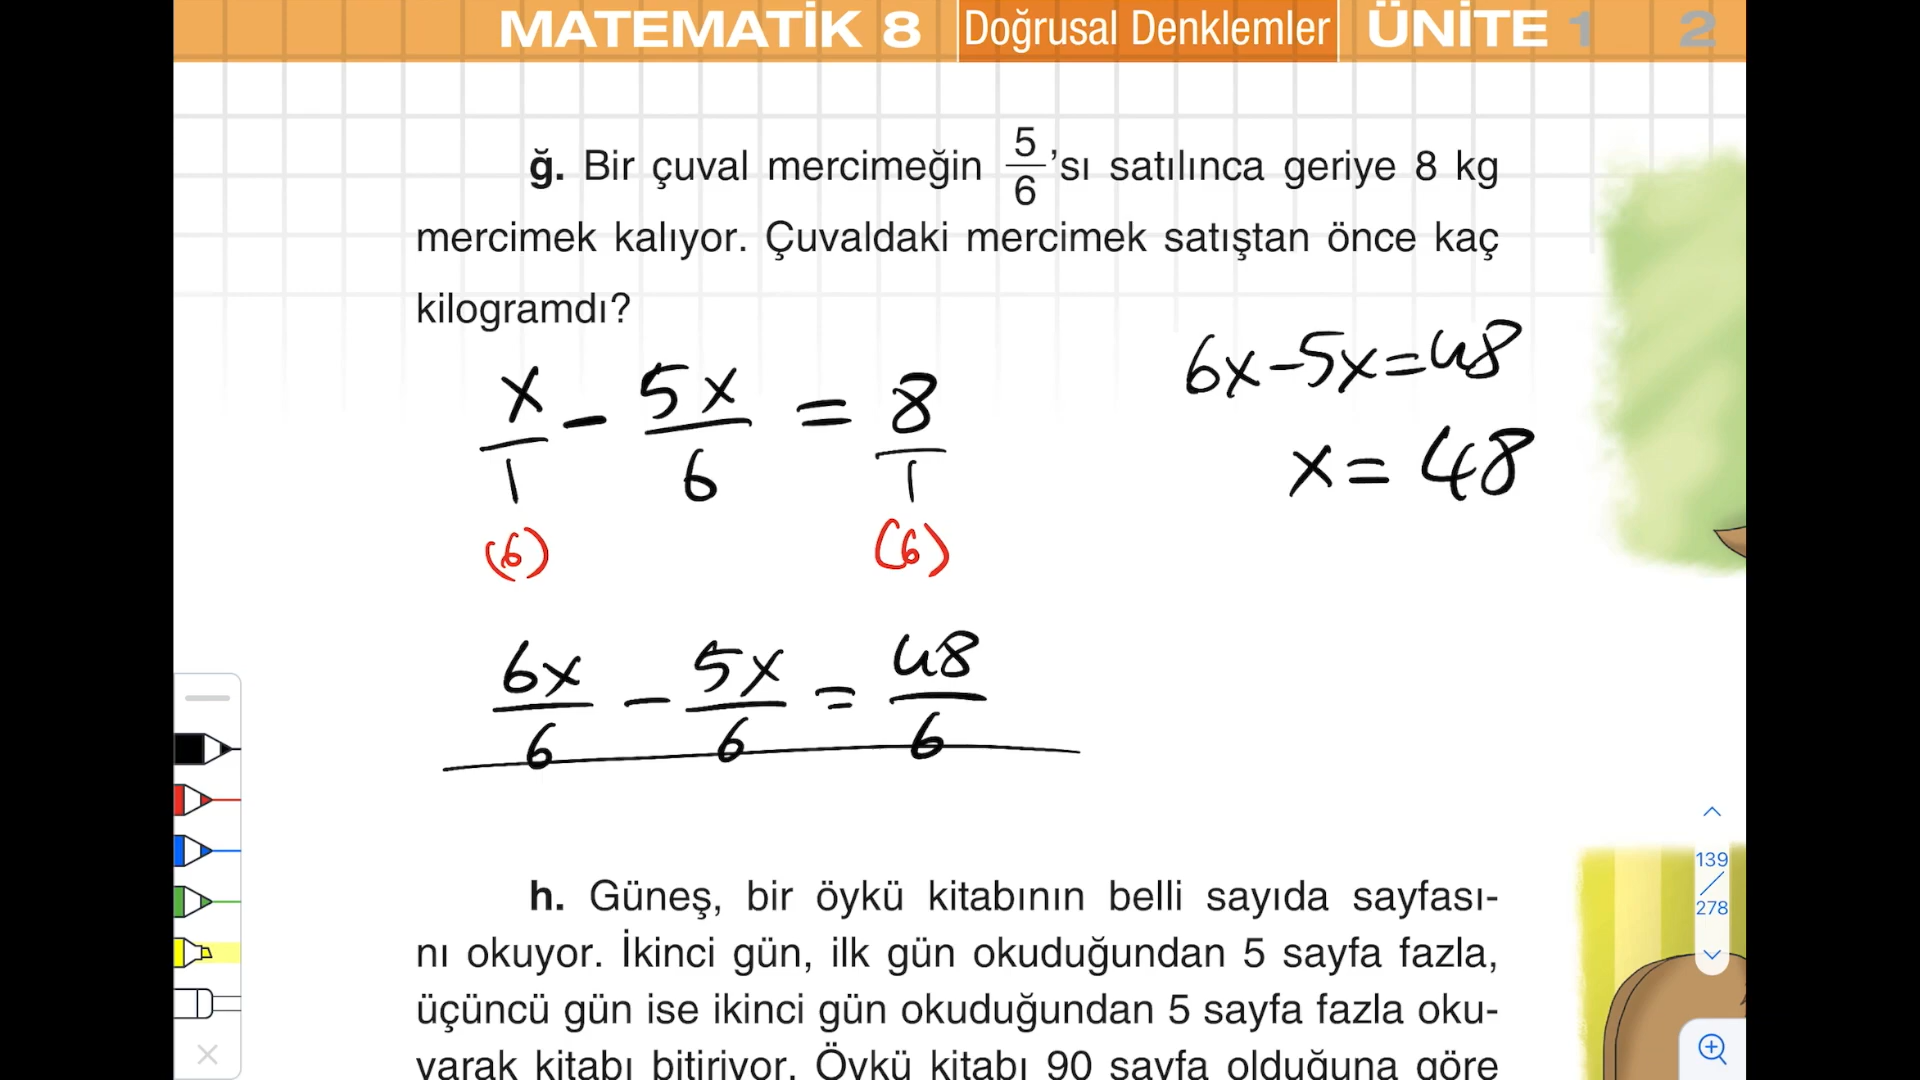 MATEMATİK 8 Doğrusal Denklemler ÜNİTE 1 2
ğ. Bir çuval mercimeğin 5/6 'sı satılınca geriye 8 kg
mercimek kalıyor. Çuvaldaki mercimek satıştan önce kaç
kilogramdı?
x/1 - 5x/6 = 8/1
(6) (6)
6x/6 - 5x/6 = 48/6
6x-5x=48
x= 48
h. Güneş, bir öykü kitabının belli sayıda sayfası-
nı okuyor. İkinci gün, ilk gün okuduğundan 5 sayfa fazla,
üçüncü gün ise ikinci gün okuduğundan 5 sayfa fazla oku-
yarak kitabı bitiriyor. Öykü kitabı 90 sayfa olduğuna göre
139
/
278